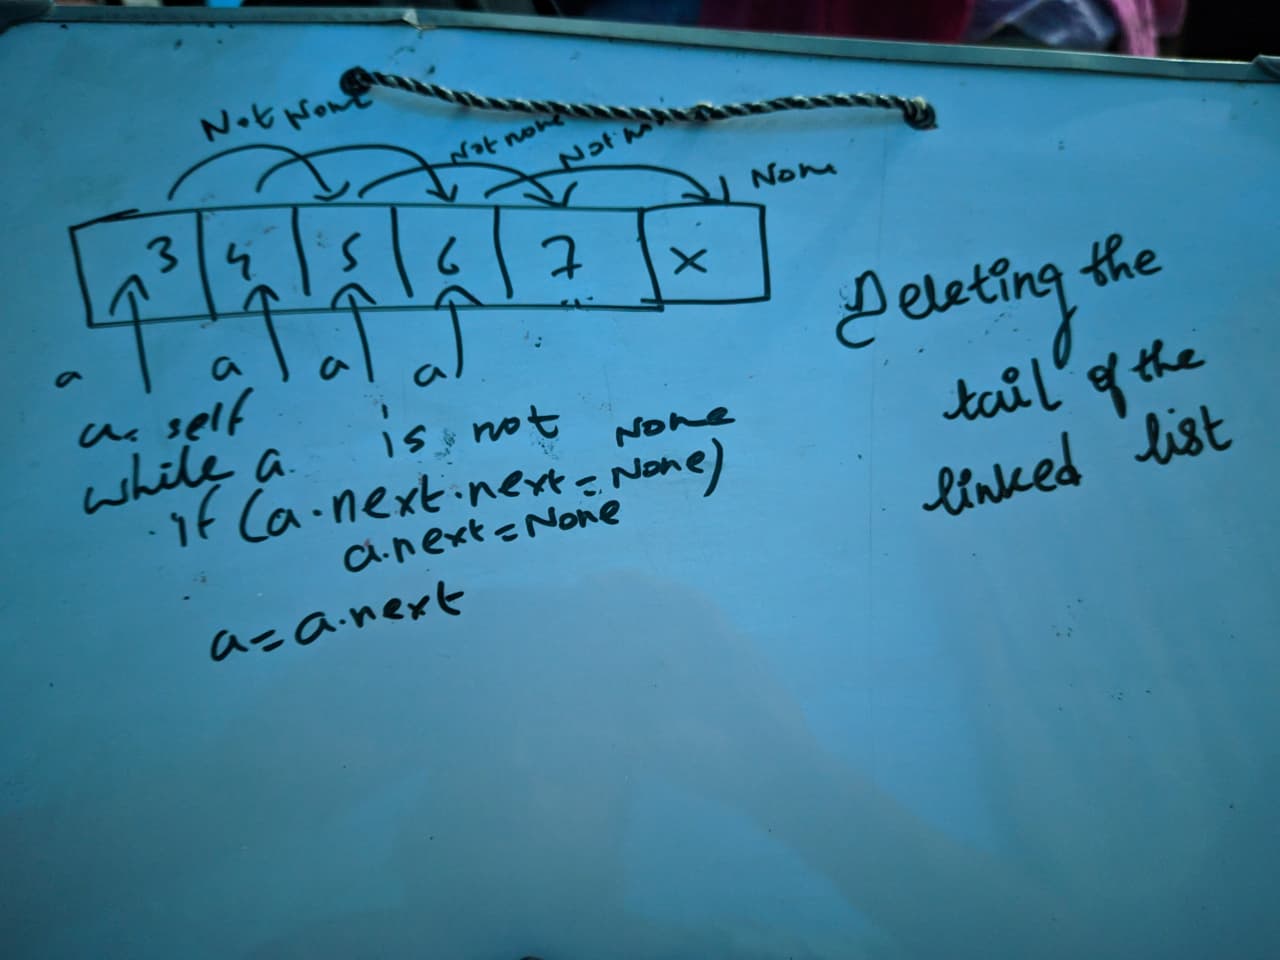 Not None
Not none
Not no
None
3 4 5 6 7 X
a a a a
a= self
while a. is not None
if (a.next.next=None)
a.next=None
a=a.next
Deleting the
tail of the
linked list